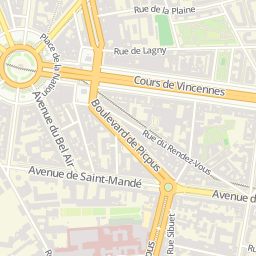 Rue de la Plaine
Place de la Nation
Rue de Lagny
Cours de Vincennes
Avenue du Bel Air
Boulevard de Picpus
Rue du Rendez-Vous
Avenue de Saint-Mandé
Avenue d
Rue Sibuet